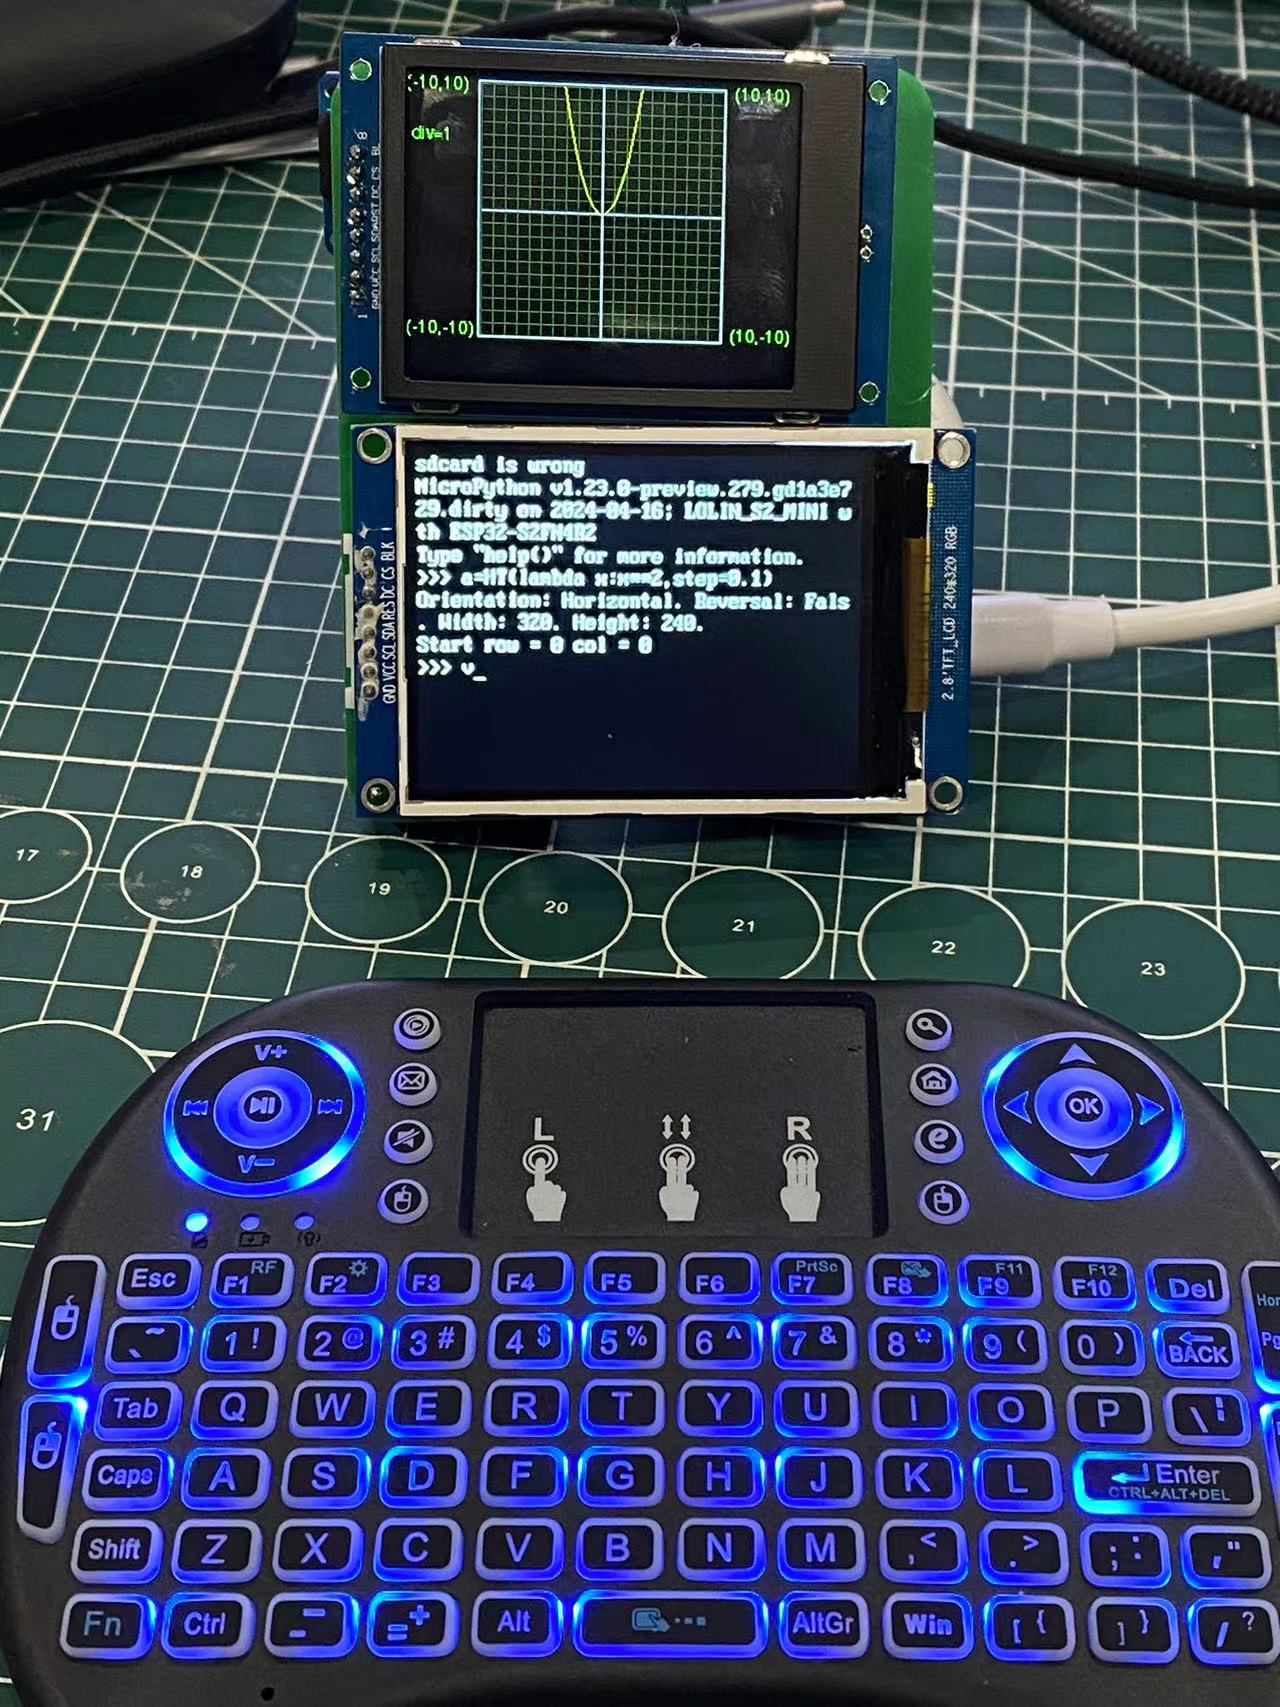 (-10,10)
(10,10)
div=1
(-10,-10)
(10,-10)
8
1
GND VCC SCL SDA RST DC CS BL
sdcard is wrong
MicroPython v1.23.0-preview.279.gd1a3e7
29.dirty on 2024-04-16; LOLIN_S2_MINI w
th ESP32-S2FN4R2
Type "help()" for more information.
>>> a=HT(lambda x:x**2,step=0.1)
Orientation: Horizontal. Reversal: Fals
. Width: 320. Height: 240.
Start row = 0 col = 0
>>> v_
GND VCC SCL SDA RES DC CS BLK
2.8'TFT_LCD 240*320 RGB
17
18
19
20
21
22
23
31
V+
V-
OK
L
R
Esc F1 RF F2 F3 F4 F5 F6 F7 PrtSc F8 F9 F11 F10 F12 Del
` ~ 1 ! 2 @ 3 # 4 $ 5 % 6 ^ 7 & 8 * 9 ( 0 ) BACK
Tab Q W E R T Y U I O P \ ¦
Caps A S D F G H J K L Enter
CTRL+ALT+DEL
Shift Z X C V B N M , < . > ; : ' "
Fn Ctrl - _ = + Alt AltGr Win [ { ] } / ?